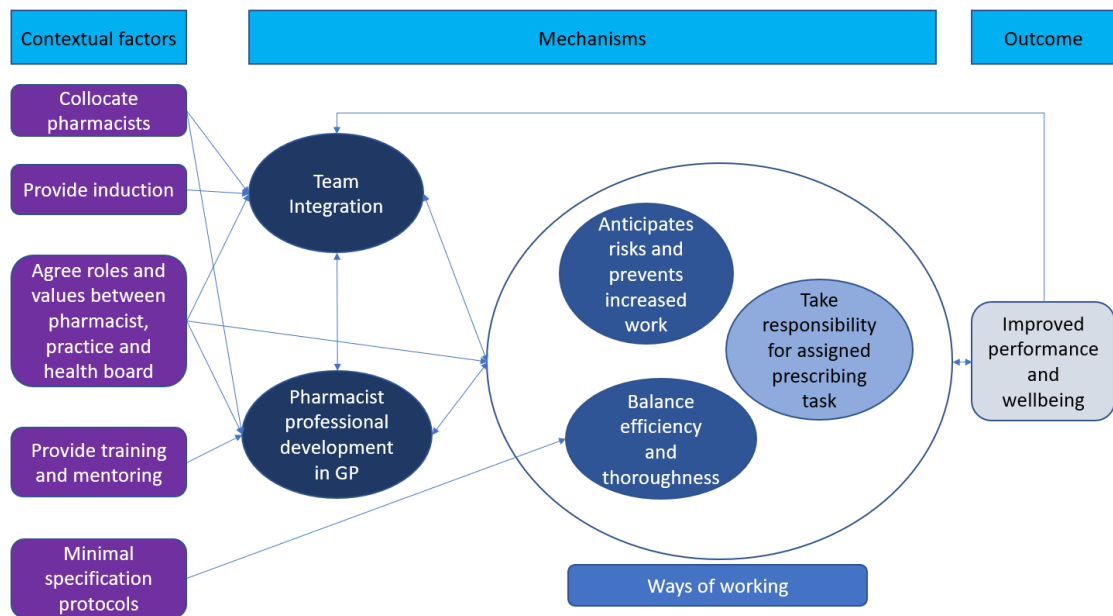 Contextual factors
Mechanisms
Outcome
Collocate
pharmacists
Provide induction
Agree roles and
values between
pharmacist,
practice and
health board
Provide training
and mentoring
Minimal
specification
protocols
Team
Integration
Pharmacist
professional
development
in GP
Anticipates
risks and
prevents
increased
work
Take
responsibility
for assigned
prescribing
task
Balance
efficiency
and
thoroughness
Ways of working
Improved
performance
and
wellbeing